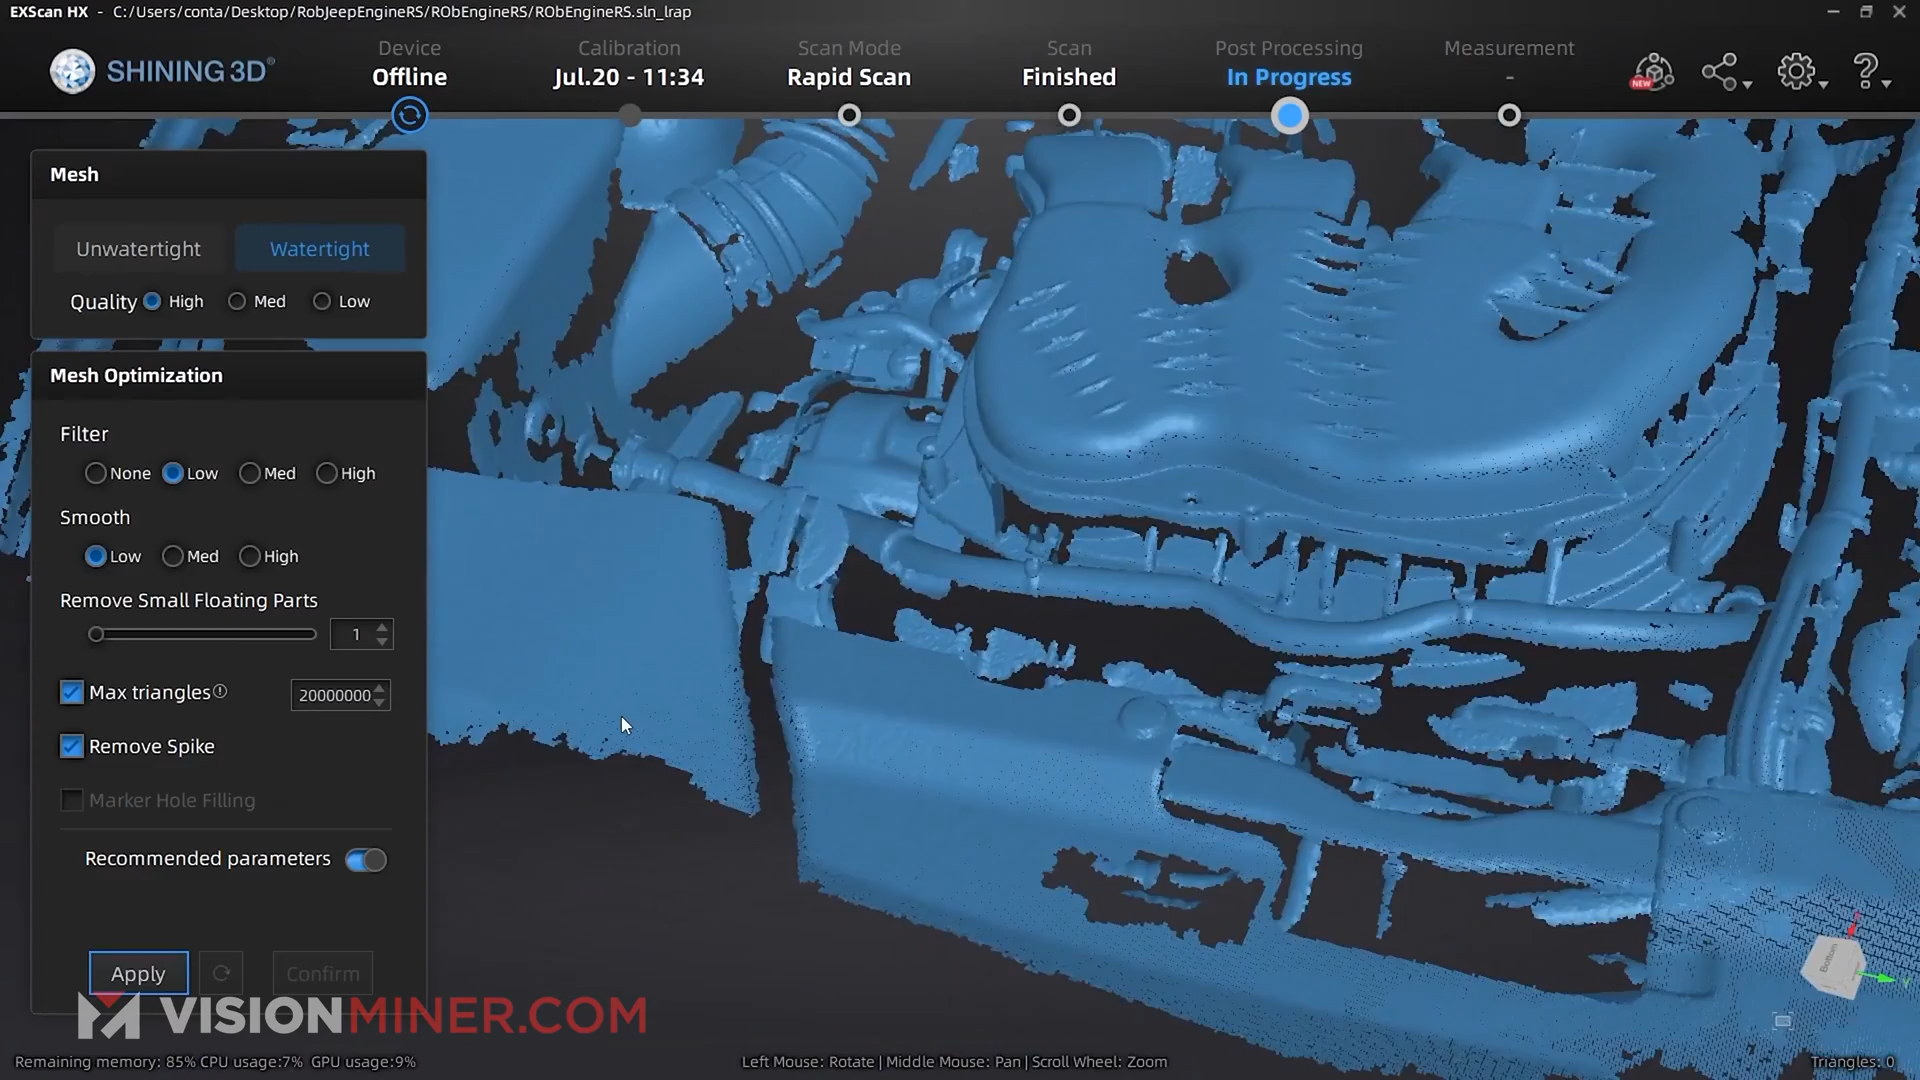 EXScan HX - C:/Users/conta/Desktop/RobJeepEngineRS/RObEngineRS/RObEngineRS.sln_lrap
SHINING 3D®
Device
Offline
Calibration
Jul.20 - 11:34
Scan Mode
Rapid Scan
Scan
Finished
Post Processing
In Progress
Measurement
-
NEW
Mesh
Unwatertight Watertight
Quality High Med Low
Mesh Optimization
Filter
None Low Med High
Smooth
Low Med High
Remove Small Floating Parts
1
Max triangles 20000000
Remove Spike
Marker Hole Filling
Recommended parameters
Apply Confirm
VISIONMINER.COM
Bottom
Remaining memory: 85% CPU usage:7% GPU usage:9%
Left Mouse: Rotate | Middle Mouse: Pan | Scroll Wheel: Zoom
Triangles: 0